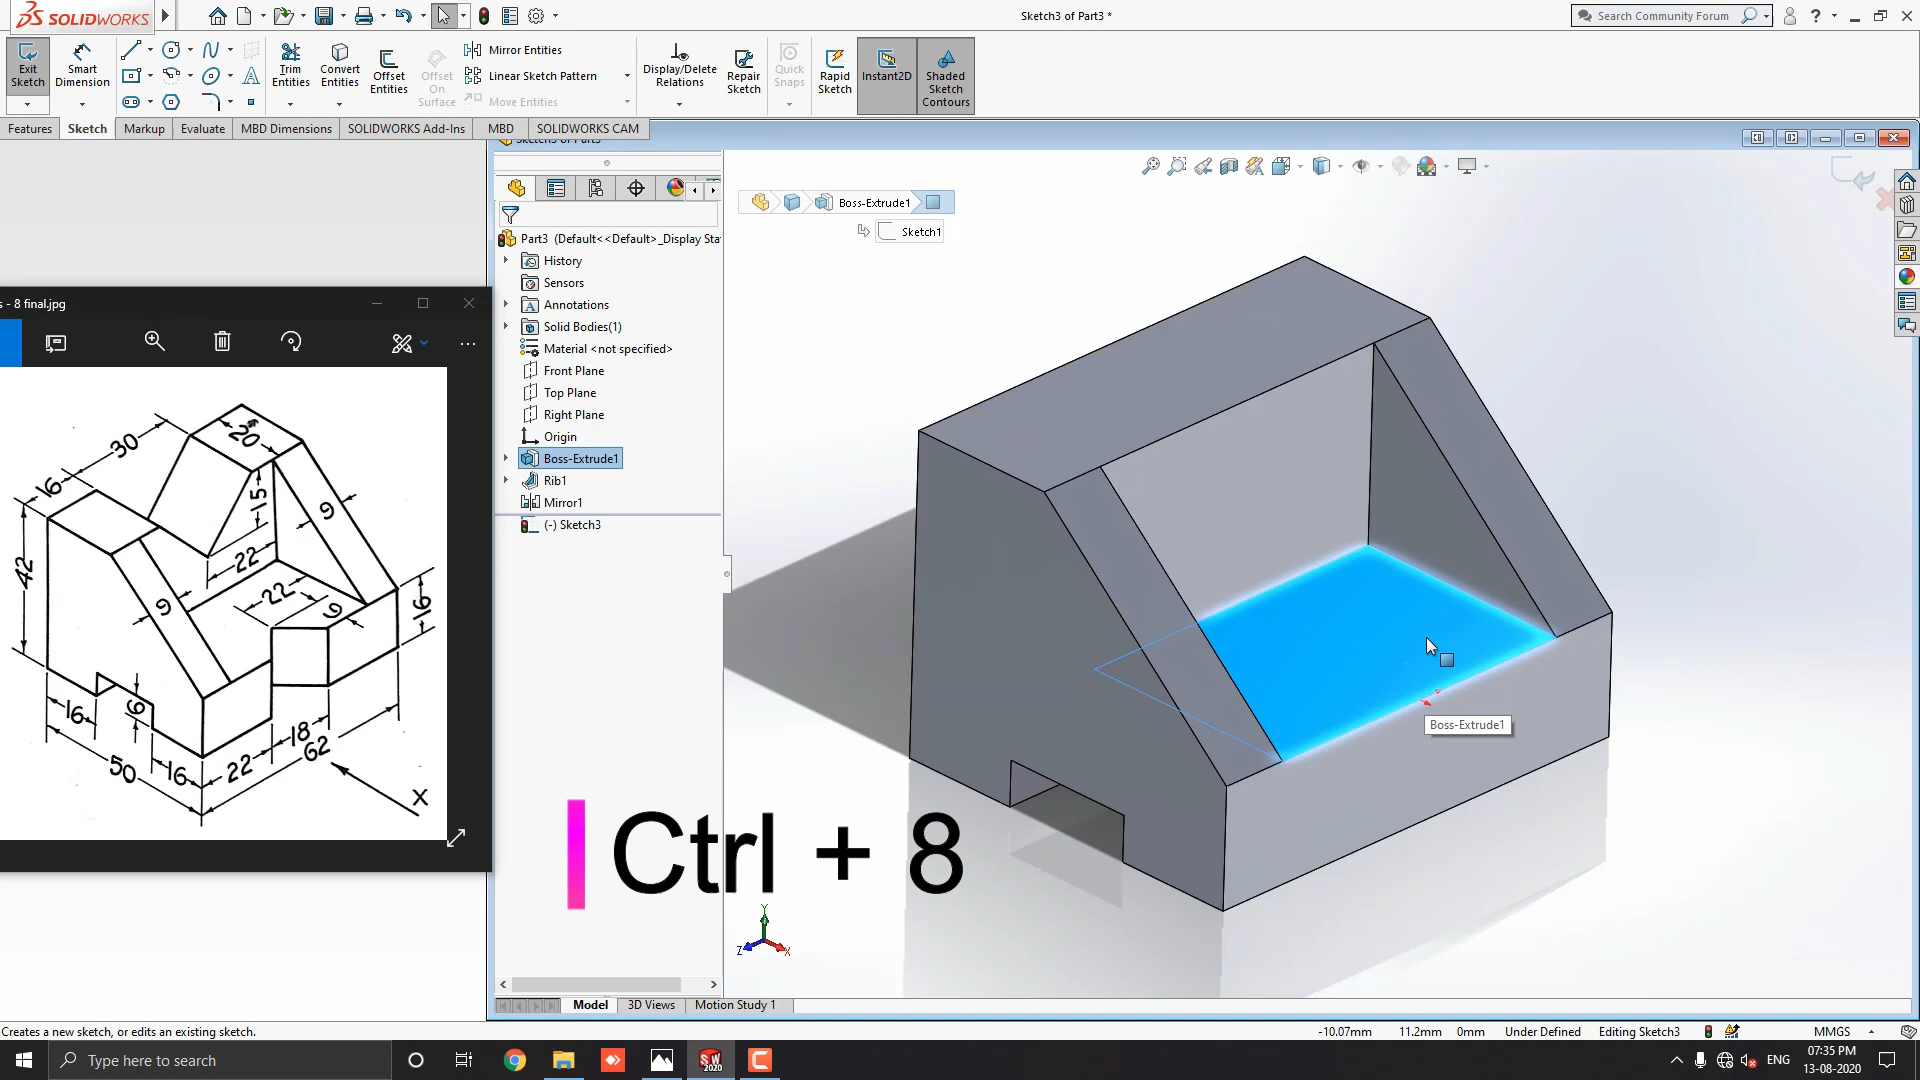 SOLIDWORKS
Sketch3 of Part3 *
Search Community Forum
Exit Sketch
Smart Dimension
Trim Entities
Convert Entities
Offset Entities
Offset On Surface
Mirror Entities
Linear Sketch Pattern
Move Entities
Display/Delete Relations
Repair Sketch
Quick Snaps
Rapid Sketch
Instant2D
Shaded Sketch Contours
Features
Sketch
Markup
Evaluate
MBD Dimensions
SOLIDWORKS Add-Ins
MBD
SOLIDWORKS CAM
Sketch3 of Part3
Boss-Extrude1
Sketch1
Part3 (Default<<Default>_Display Sta
History
Sensors
Annotations
Solid Bodies(1)
Material <not specified>
Front Plane
Top Plane
Right Plane
Origin
Boss-Extrude1
Rib1
Mirror1
(-) Sketch3
s - 8 final.jpg
20
30
16
15
9
22
42
22
9
9
16
16
6
18
62
50
16
22
X
Boss-Extrude1
Ctrl + 8
Y
Z
X
Model
3D Views
Motion Study 1
Creates a new sketch, or edits an existing sketch.
-10.07mm
11.2mm
0mm
Under Defined
Editing Sketch3
MMGS
Type here to search
SW
2020
ENG
07:35 PM
13-08-2020